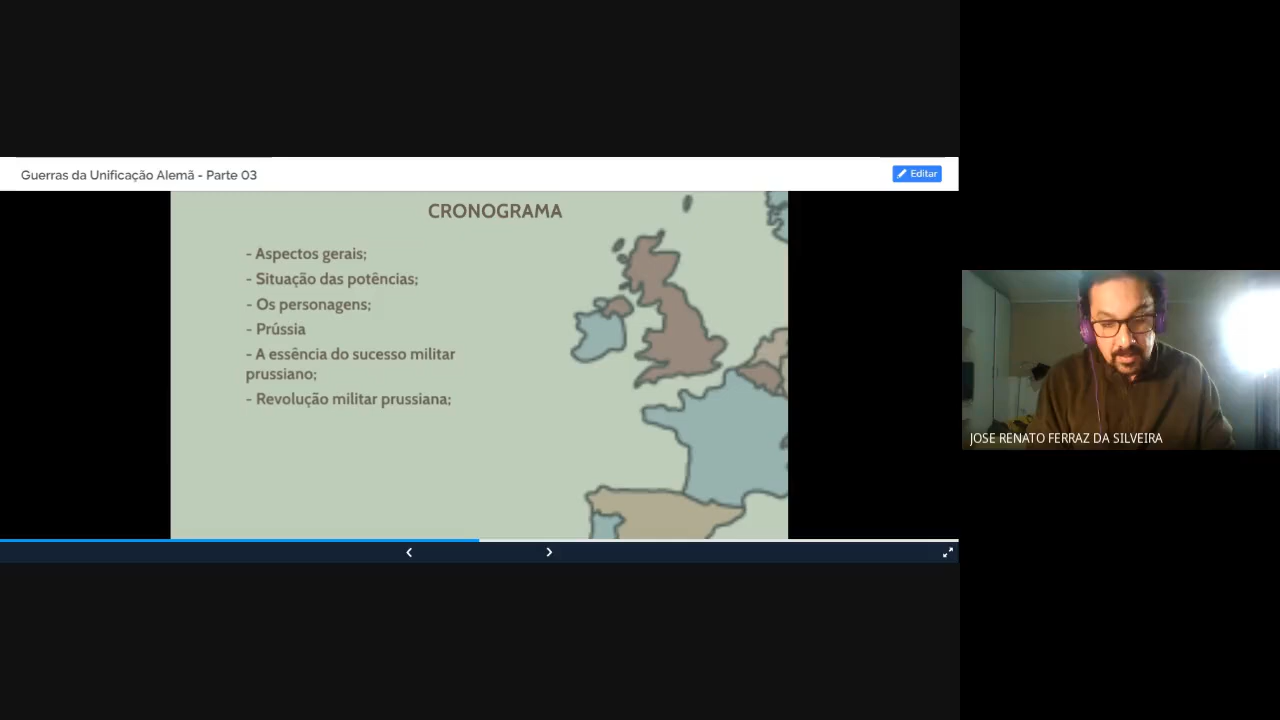 Guerras da Unificação Alemã - Parte 03
Editar
CRONOGRAMA
- Aspectos gerais;
- Situação das potências;
- Os personagens;
- Prússia
- A essência do sucesso militar
prussiano;
- Revolução militar prussiana;
JOSE RENATO FERRAZ DA SILVEIRA